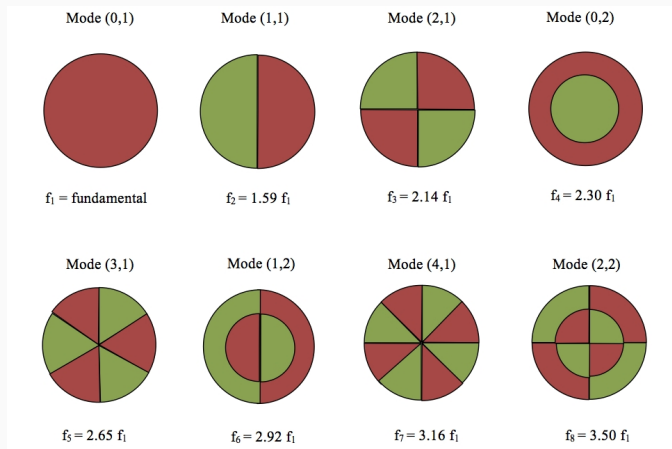 Mode (0,1) Mode (1,1) Mode (2,1) Mode (0,2)
f₁ = fundamental f₂ = 1.59 f₁ f₃ = 2.14 f₁ f₄ = 2.30 f₁
Mode (3,1) Mode (1,2) Mode (4,1) Mode (2,2)
f₅ = 2.65 f₁ f₆ = 2.92 f₁ f₇ = 3.16 f₁ f₈ = 3.50 f₁